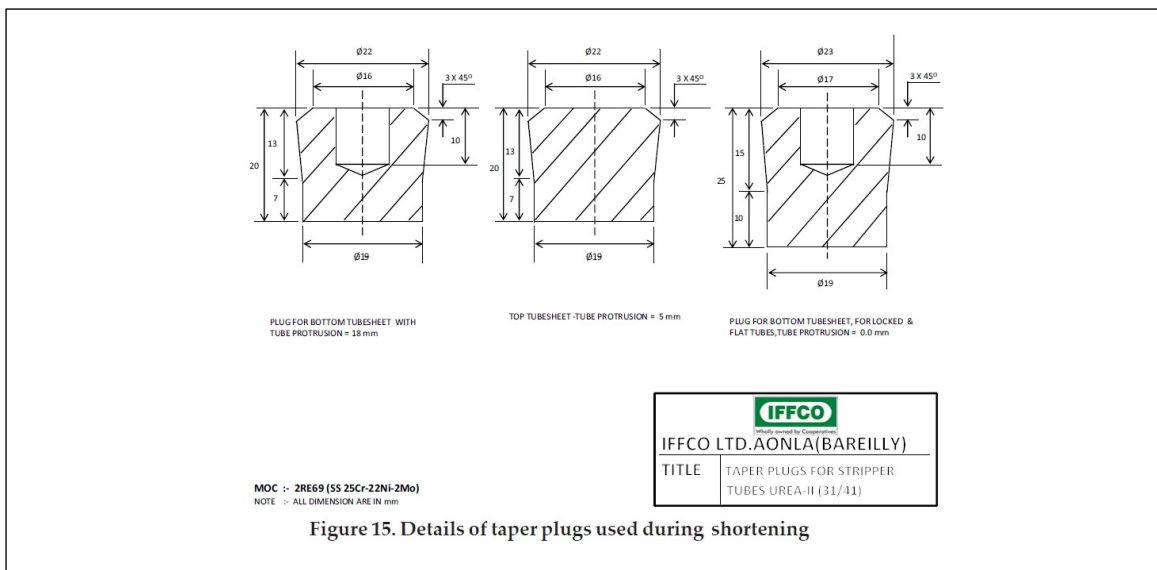 Ø22
Ø16
3 X 45º
13
20
7
10
Ø19
PLUG FOR BOTTOM TUBESHEET WITH
TUBE PROTRUSION = 18 mm
Ø22
Ø16
3 X 45º
13
20
7
Ø19
TOP TUBESHEET -TUBE PROTRUSION = 5 mm
Ø23
Ø17
3 X 45º
15
25
10
10
Ø19
PLUG FOR BOTTOM TUBESHEET, FOR LOCKED &
FLAT TUBES,TUBE PROTRUSION = 0.0 mm
IFFCO
Wholly owned by Cooperatives
IFFCO LTD.AONLA(BAREILLY)
TITLE
TAPER PLUGS FOR STRIPPER
TUBES UREA-II (31/41)
MOC :- 2RE69 (SS 25Cr-22Ni-2Mo)
NOTE :- ALL DIMENSION ARE IN mm
Figure 15. Details of taper plugs used during shortening